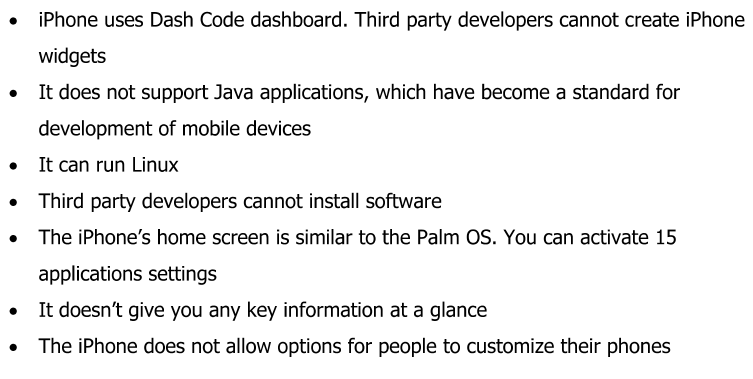 • iPhone uses Dash Code dashboard. Third party developers cannot create iPhone
widgets
• It does not support Java applications, which have become a standard for
development of mobile devices
• It can run Linux
• Third party developers cannot install software
• The iPhone’s home screen is similar to the Palm OS. You can activate 15
applications settings
• It doesn’t give you any key information at a glance
• The iPhone does not allow options for people to customize their phones